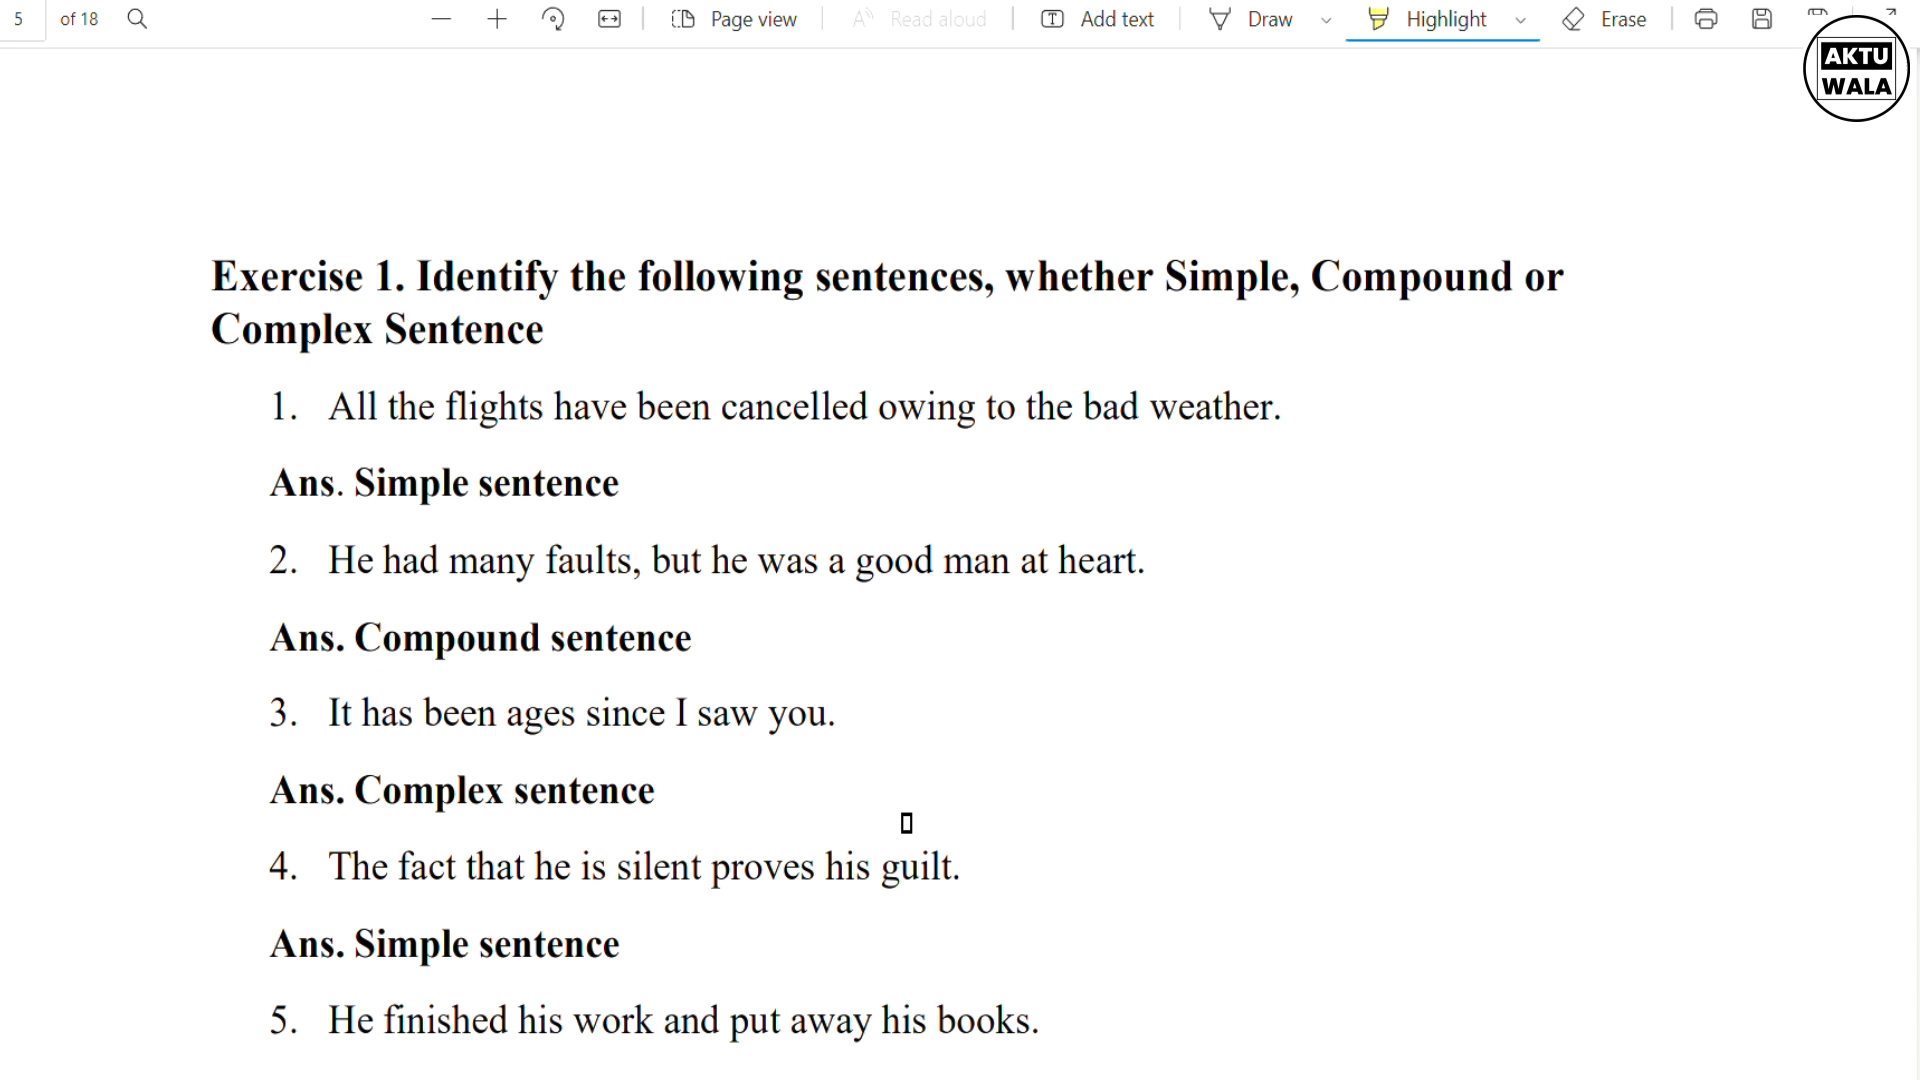 5 of 18 Page view Read aloud Add text Draw Highlight Erase
AKTU
WALA
Exercise 1. Identify the following sentences, whether Simple, Compound or
Complex Sentence
1. All the flights have been cancelled owing to the bad weather.
Ans. Simple sentence
2. He had many faults, but he was a good man at heart.
Ans. Compound sentence
3. It has been ages since I saw you.
Ans. Complex sentence
4. The fact that he is silent proves his guilt.
Ans. Simple sentence
5. He finished his work and put away his books.